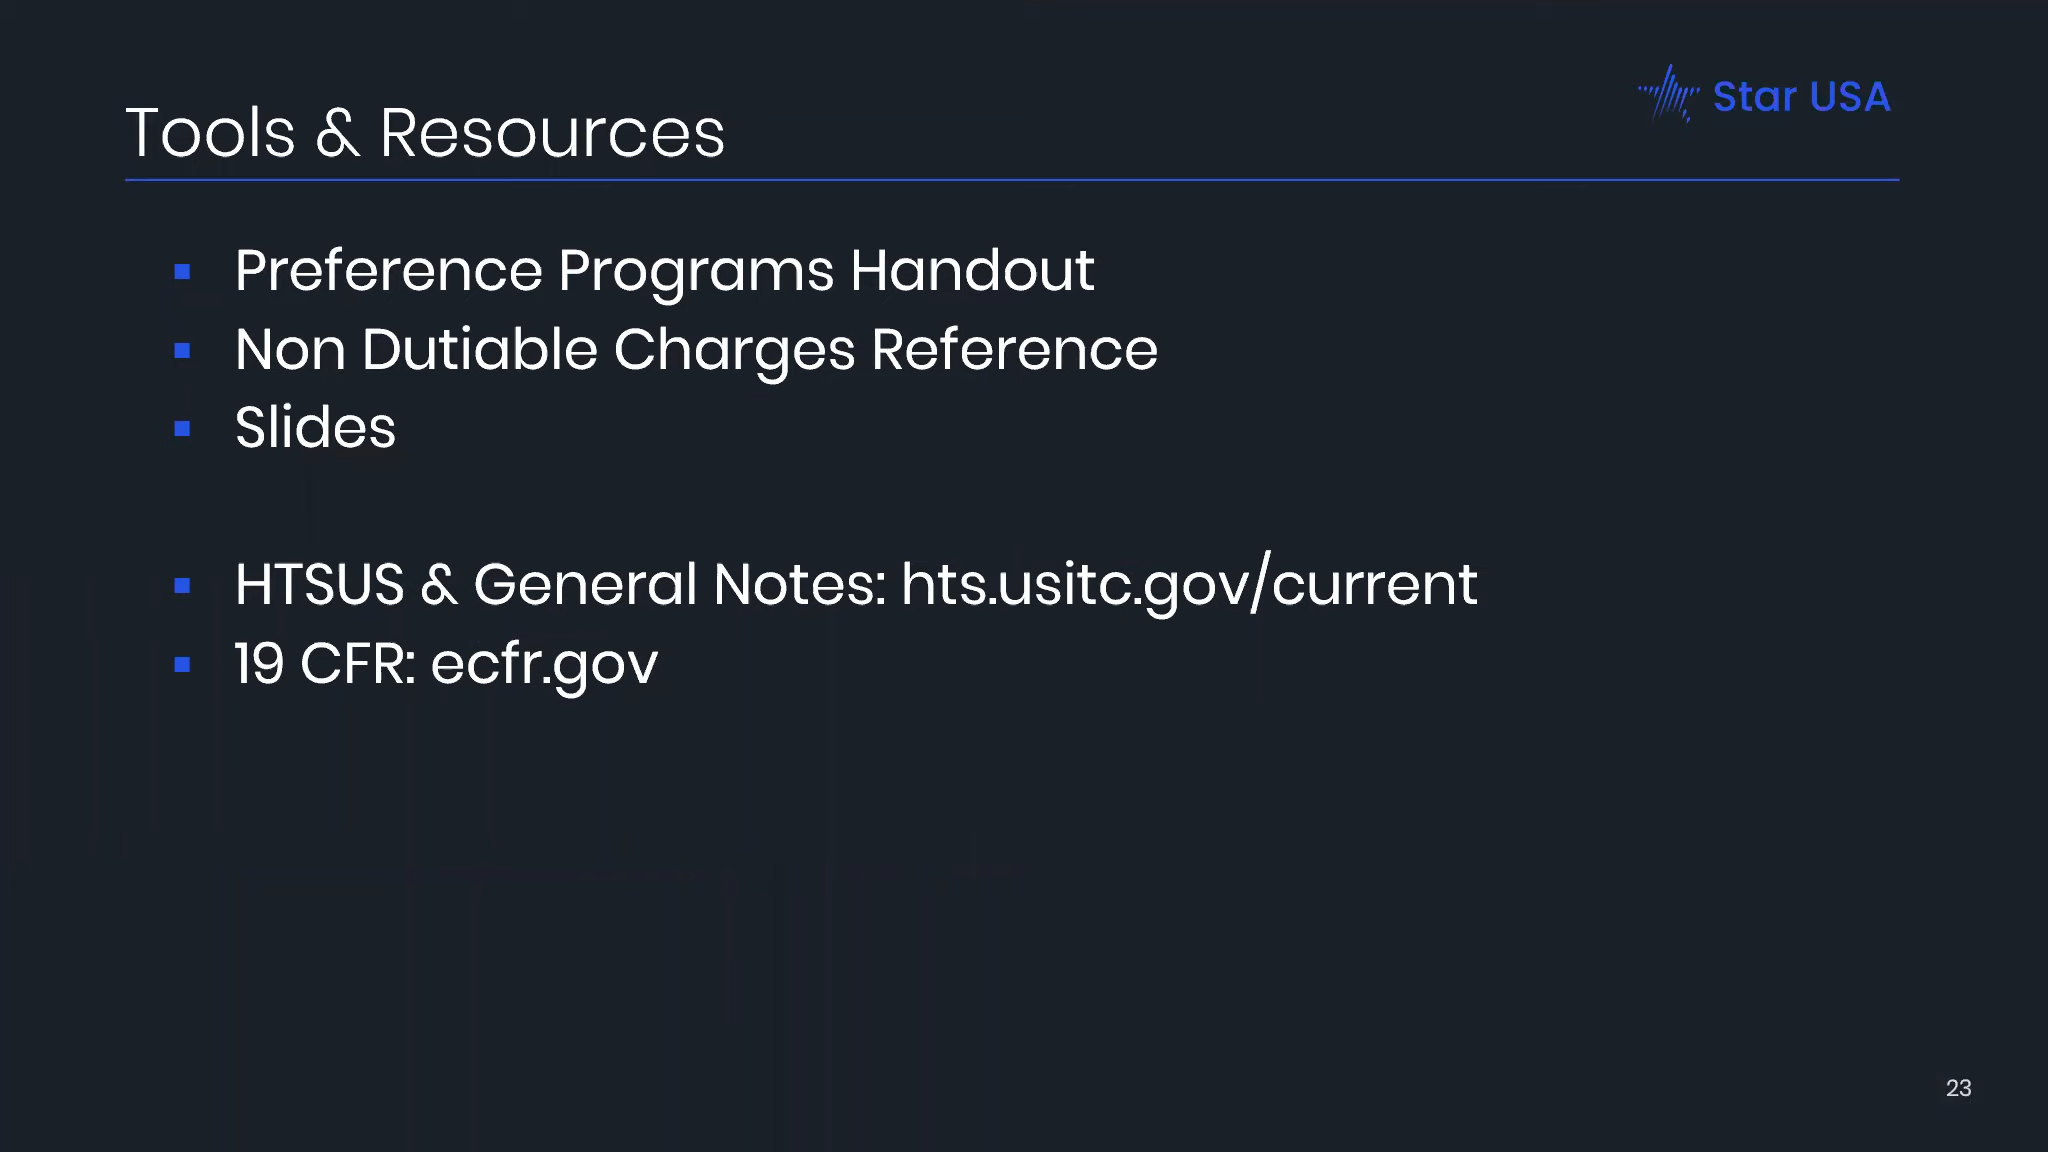 Star USA
Tools & Resources
Preference Programs Handout
Non Dutiable Charges Reference
Slides
HTSUS & General Notes: hts.usitc.gov/current
19 CFR: ecfr.gov
23